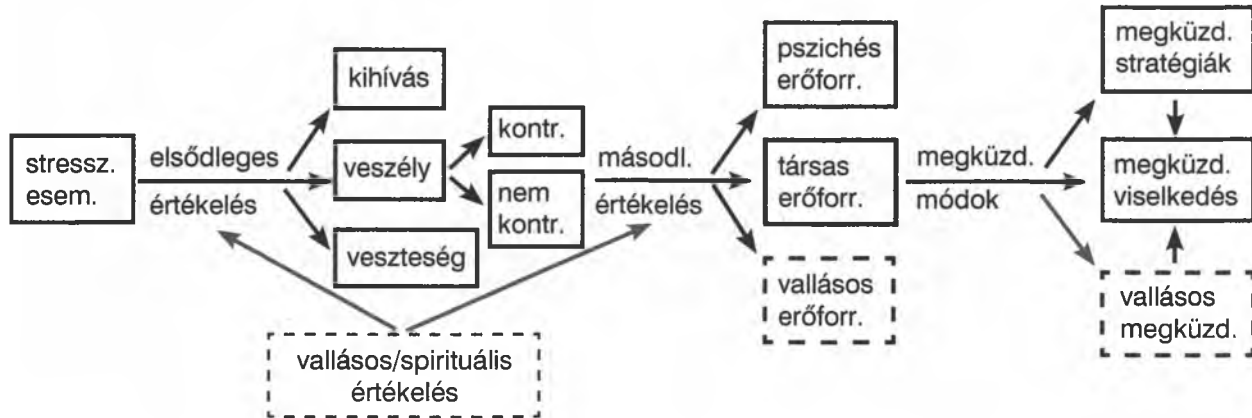 stressz.
esem.
elsődleges
értékelés
kihívás
veszély
veszteség
kontr.
nem
kontr.
vallásos/spirituális
értékelés
másodl.
értékelés
pszichés
erőforr.
társas
erőforr.
vallásos
erőforr.
megküzd.
módok
megküzd.
stratégiák
megküzd.
viselkedés
vallásos
megküzd.